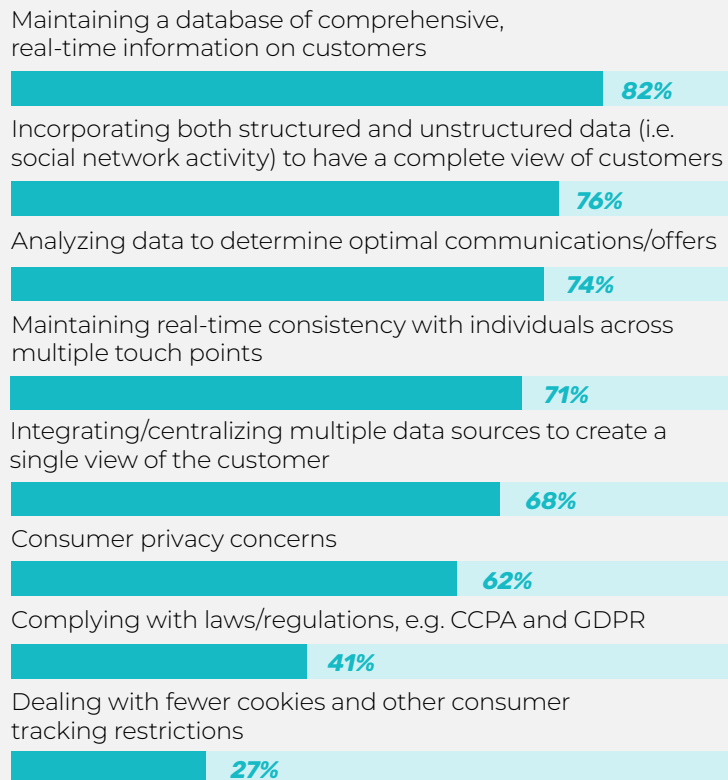 Maintaining a database of comprehensive,
real-time information on customers
82%
Incorporating both structured and unstructured data (i.e.
social network activity) to have a complete view of customers
76%
Analyzing data to determine optimal communications/offers
74%
Maintaining real-time consistency with individuals across
multiple touch points
71%
Integrating/centralizing multiple data sources to create a
single view of the customer
68%
Consumer privacy concerns
62%
Complying with laws/regulations, e.g. CCPA and GDPR
41%
Dealing with fewer cookies and other consumer
tracking restrictions
27%